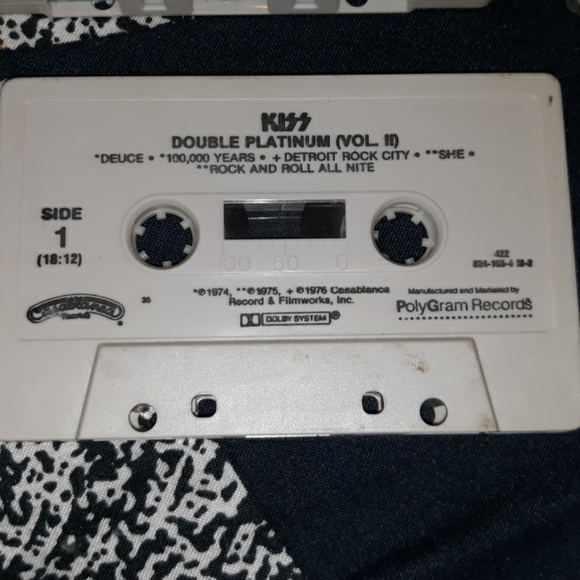 KISS
DOUBLE PLATINUM (VOL. II)
*DEUCE • *100,000 YEARS • + DETROIT ROCK CITY • **SHE •
**ROCK AND ROLL ALL NITE
SIDE
1
(18:12)
00 50 0
422
*℗1974, **℗1975, + ℗1976 Casablanca
Record & Filmworks, Inc.
DOLBY SYSTEM®
35
Manufactured and Marketed by
PolyGram Records